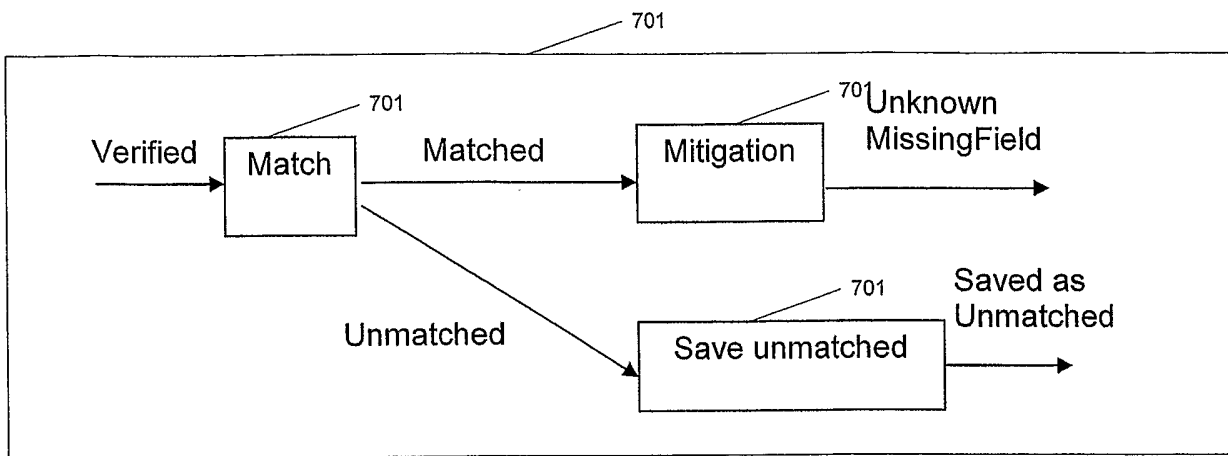 701
701
701
Verified
Match
Matched
Mitigation
Unknown
MissingField
701
Unmatched
Save unmatched
Saved as
Unmatched